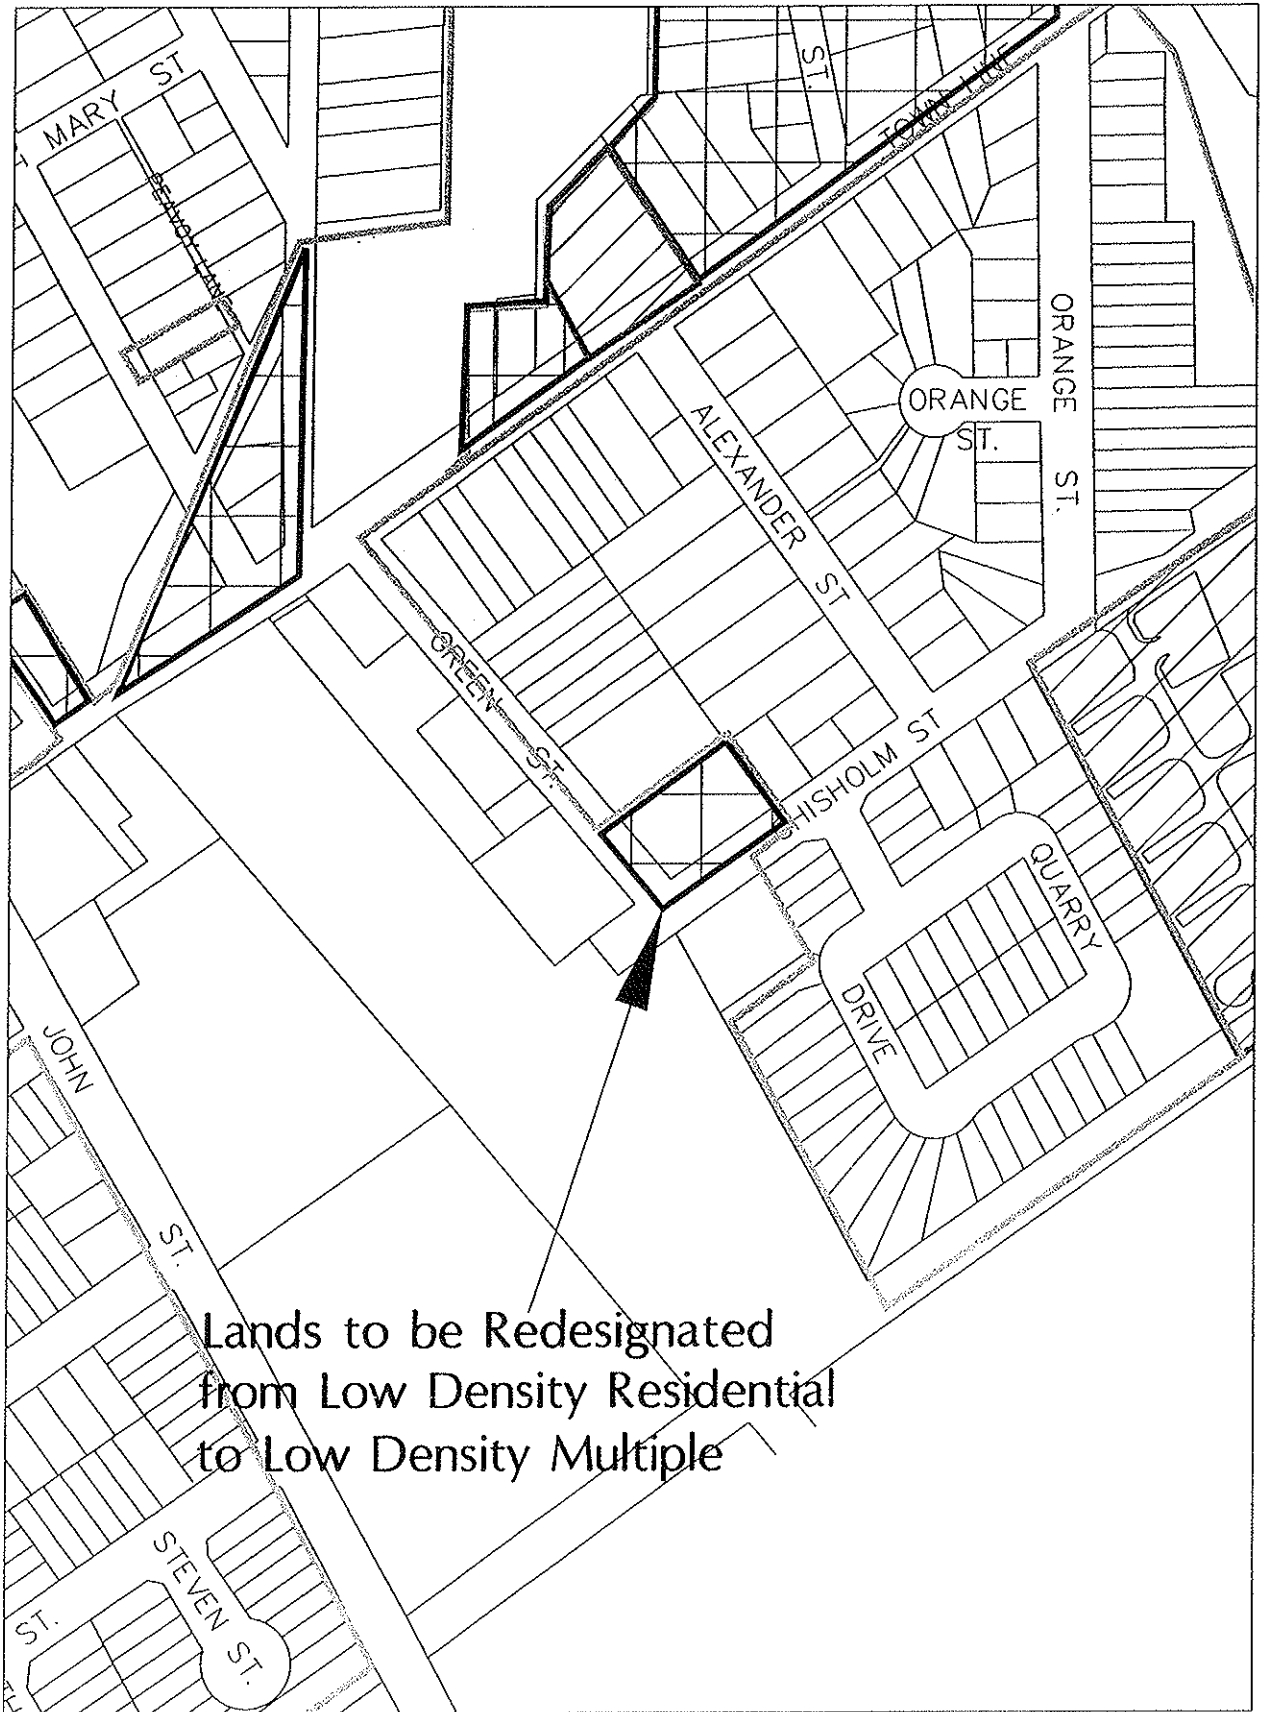 MARY ST
ST.
TOWN LINE
ORANGE ST.
ORANGE
ST.
ALEXANDER ST
GREEN ST.
CHISHOLM ST
QUARRY
DRIVE
JOHN
ST.
Lands to be Redesignated
from Low Density Residential
to Low Density Multiple
STEVEN ST.
ST.